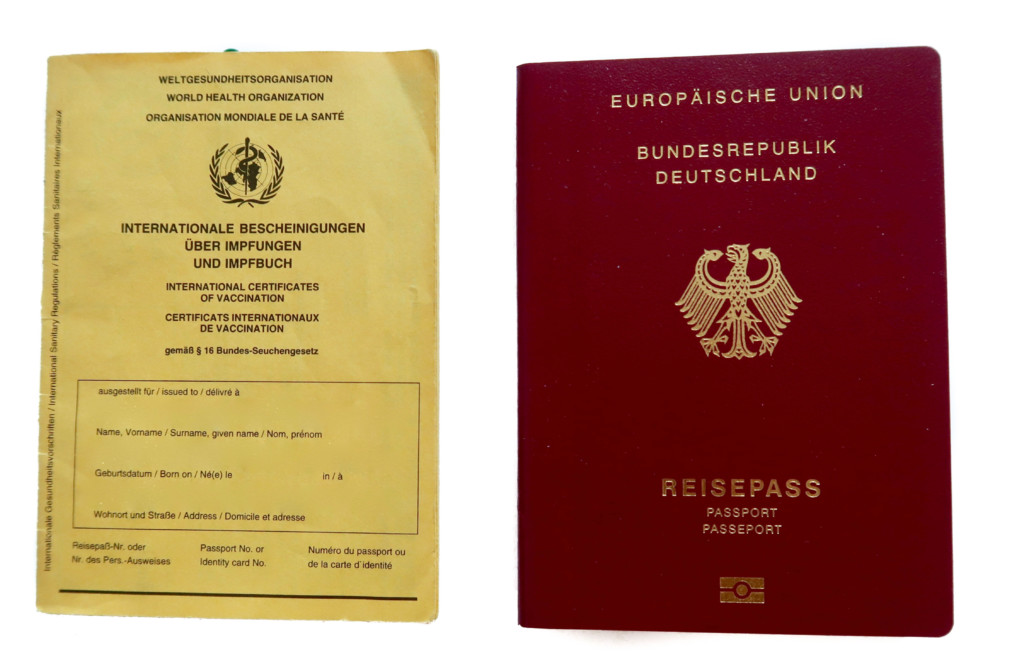 WELTGESUNDHEITSORGANISATION
WORLD HEALTH ORGANIZATION
ORGANISATION MONDIALE DE LA SANTÉ
INTERNATIONALE BESCHEINIGUNGEN
ÜBER IMPFUNGEN
UND IMPFBUCH
INTERNATIONAL CERTIFICATES
OF VACCINATION
CERTIFICATS INTERNATIONAUX
DE VACCINATION
gemäß § 16 Bundes-Seuchengesetz
ausgestellt für / issued to / délivré à
Name, Vorname / Surname, given name / Nom, prénom
Geburtsdatum / Born on / Né(e) le in / à
Wohnort und Straße / Address / Domicile et adresse
Reisepaß-Nr. oder
Nr. des Pers.-Ausweises
Passport No. or
Identity card No.
Numéro du passport ou
de la carte d'identité
Internationale Gesundheitsvorschriften / International Sanitary Regulations / Règlements Sanitaires Internationaux
EUROPÄISCHE UNION
BUNDESREPUBLIK
DEUTSCHLAND
REISEPASS
PASSPORT
PASSEPORT